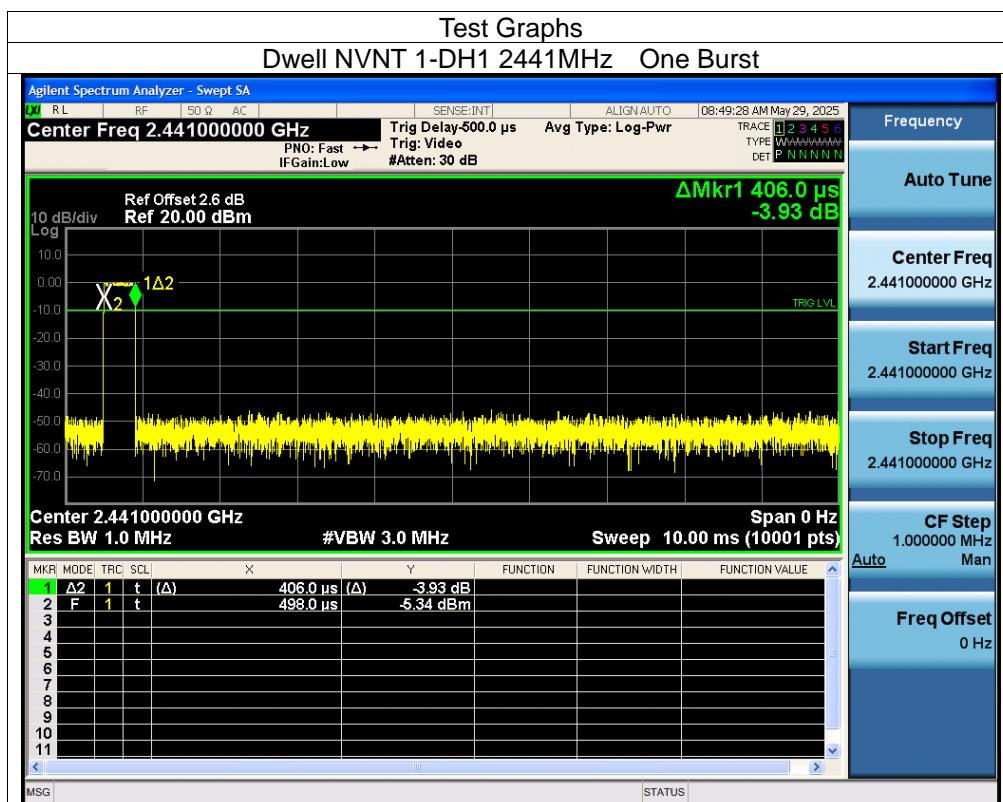 Test Graphs
Dwell NVNT 1-DH1 2441MHz One Burst
Agilent Spectrum Analyzer - Swept SA
LXI RL RF 50 Ω AC SENSE:INT ALIGN AUTO 08:49:28 AM May 29, 2025
Center Freq 2.441000000 GHz
PNO: Fast
IFGain:Low
Trig Delay-500.0 µs
Trig: Video
#Atten: 30 dB
Avg Type: Log-Pwr
TRACE 1 2 3 4 5 6
TYPE WWWWWW
DET P N N N N N
Frequency
Auto Tune
Center Freq
2.441000000 GHz
Start Freq
2.441000000 GHz
Stop Freq
2.441000000 GHz
CF Step
1.000000 MHz
Auto Man
Freq Offset
0 Hz
ΔMkr1 406.0 µs
-3.93 dB
Ref Offset 2.6 dB
10 dB/div Ref 20.00 dBm
Log
10.0
0.00
-10.0
-20.0
-30.0
-40.0
-50.0
-60.0
-70.0
1Δ2
X2
TRIG LVL
Center 2.441000000 GHz Span 0 Hz
Res BW 1.0 MHz #VBW 3.0 MHz Sweep 10.00 ms (10001 pts)
MKR MODE TRC SCL X Y FUNCTION FUNCTION WIDTH FUNCTION VALUE
1 Δ2 1 t (Δ) 406.0 µs (Δ) -3.93 dB
2 F 1 t 498.0 µs -5.34 dBm
3
4
5
6
7
8
9
10
11
MSG STATUS